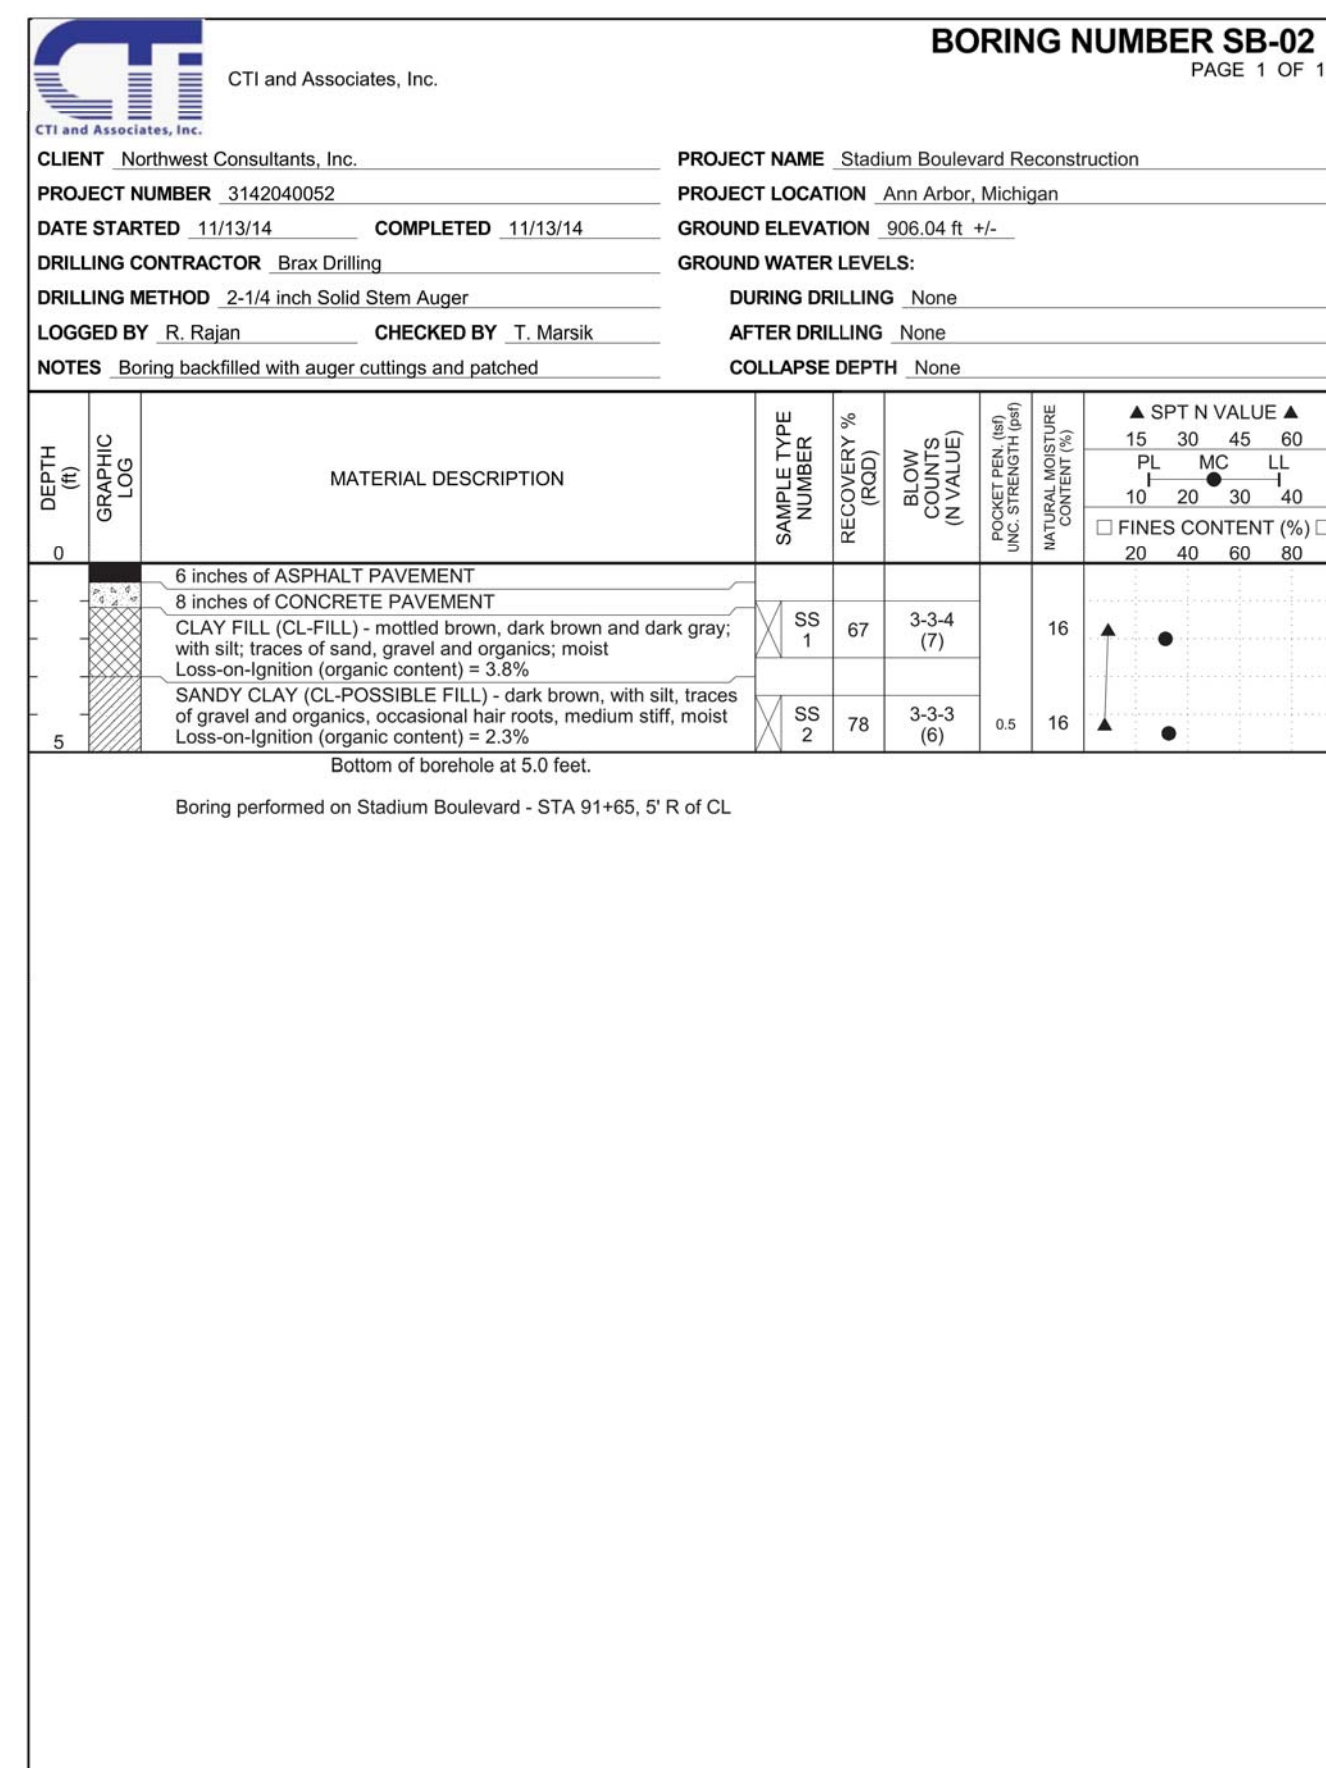 BORING NUMBER SB-02
PAGE 1 OF 1
CTI and Associates, Inc.
CTi
CTI and Associates, Inc.
CLIENT Northwest Consultants, Inc.
PROJECT NAME Stadium Boulevard Reconstruction
PROJECT NUMBER 3142040052
PROJECT LOCATION Ann Arbor, Michigan
DATE STARTED 11/13/14 COMPLETED 11/13/14
GROUND ELEVATION 906.04 ft +/-
DRILLING CONTRACTOR Brax Drilling
GROUND WATER LEVELS:
DRILLING METHOD 2-1/4 inch Solid Stem Auger
DURING DRILLING None
LOGGED BY R. Rajan CHECKED BY T. Marsik
AFTER DRILLING None
NOTES Boring backfilled with auger cuttings and patched
COLLAPSE DEPTH None
DEPTH
(ft)
0
GRAPHIC
LOG
MATERIAL DESCRIPTION
SAMPLE TYPE
NUMBER
RECOVERY %
(RQD)
BLOW
COUNTS
(N VALUE)
POCKET PEN. (tsf)
UNC. STRENGTH (psf)
NATURAL MOISTURE
CONTENT (%)
▲ SPT N VALUE ▲
15 30 45 60
PL MC LL
10 20 30 40
□ FINES CONTENT (%) □
20 40 60 80
6 inches of ASPHALT PAVEMENT
8 inches of CONCRETE PAVEMENT
CLAY FILL (CL-FILL) - mottled brown, dark brown and dark gray;
with silt; traces of sand, gravel and organics; moist
Loss-on-Ignition (organic content) = 3.8%
SS
1
67
3-3-4
(7)
16
SANDY CLAY (CL-POSSIBLE FILL) - dark brown, with silt, traces
of gravel and organics, occasional hair roots, medium stiff, moist
Loss-on-Ignition (organic content) = 2.3%
SS
2
78
3-3-3
(6)
0.5
16
5
Bottom of borehole at 5.0 feet.
Boring performed on Stadium Boulevard - STA 91+65, 5' R of CL